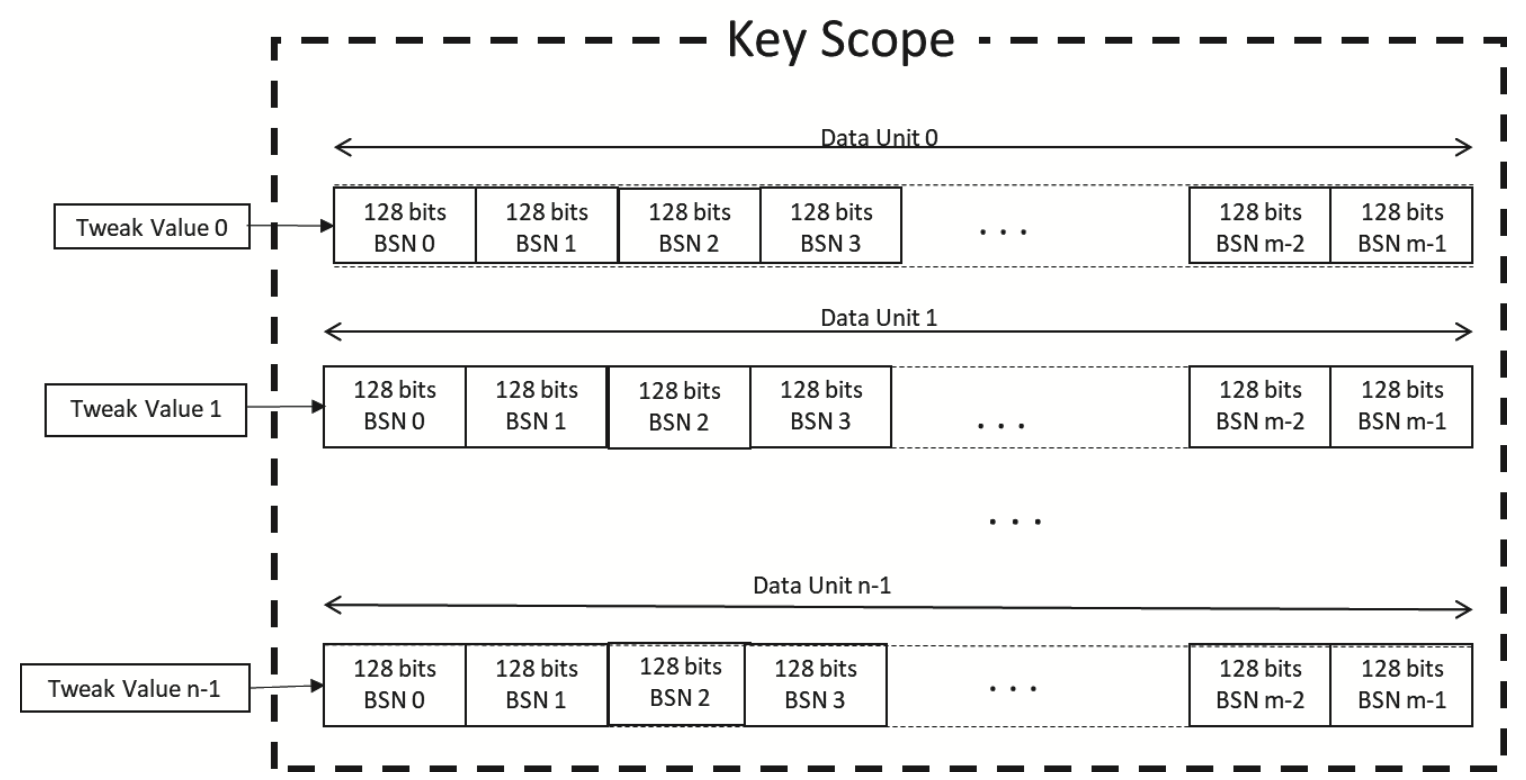 Key Scope
Data Unit 0
Tweak Value 0
128 bits 128 bits 128 bits 128 bits 128 bits 128 bits
BSN 0 BSN 1 BSN 2 BSN 3 . . . BSN m-2 BSN m-1
Data Unit 1
Tweak Value 1
128 bits 128 bits 128 bits 128 bits 128 bits 128 bits
BSN 0 BSN 1 BSN 2 BSN 3 . . . BSN m-2 BSN m-1
. . .
Data Unit n-1
Tweak Value n-1
128 bits 128 bits 128 bits 128 bits 128 bits 128 bits
BSN 0 BSN 1 BSN 2 BSN 3 . . . BSN m-2 BSN m-1